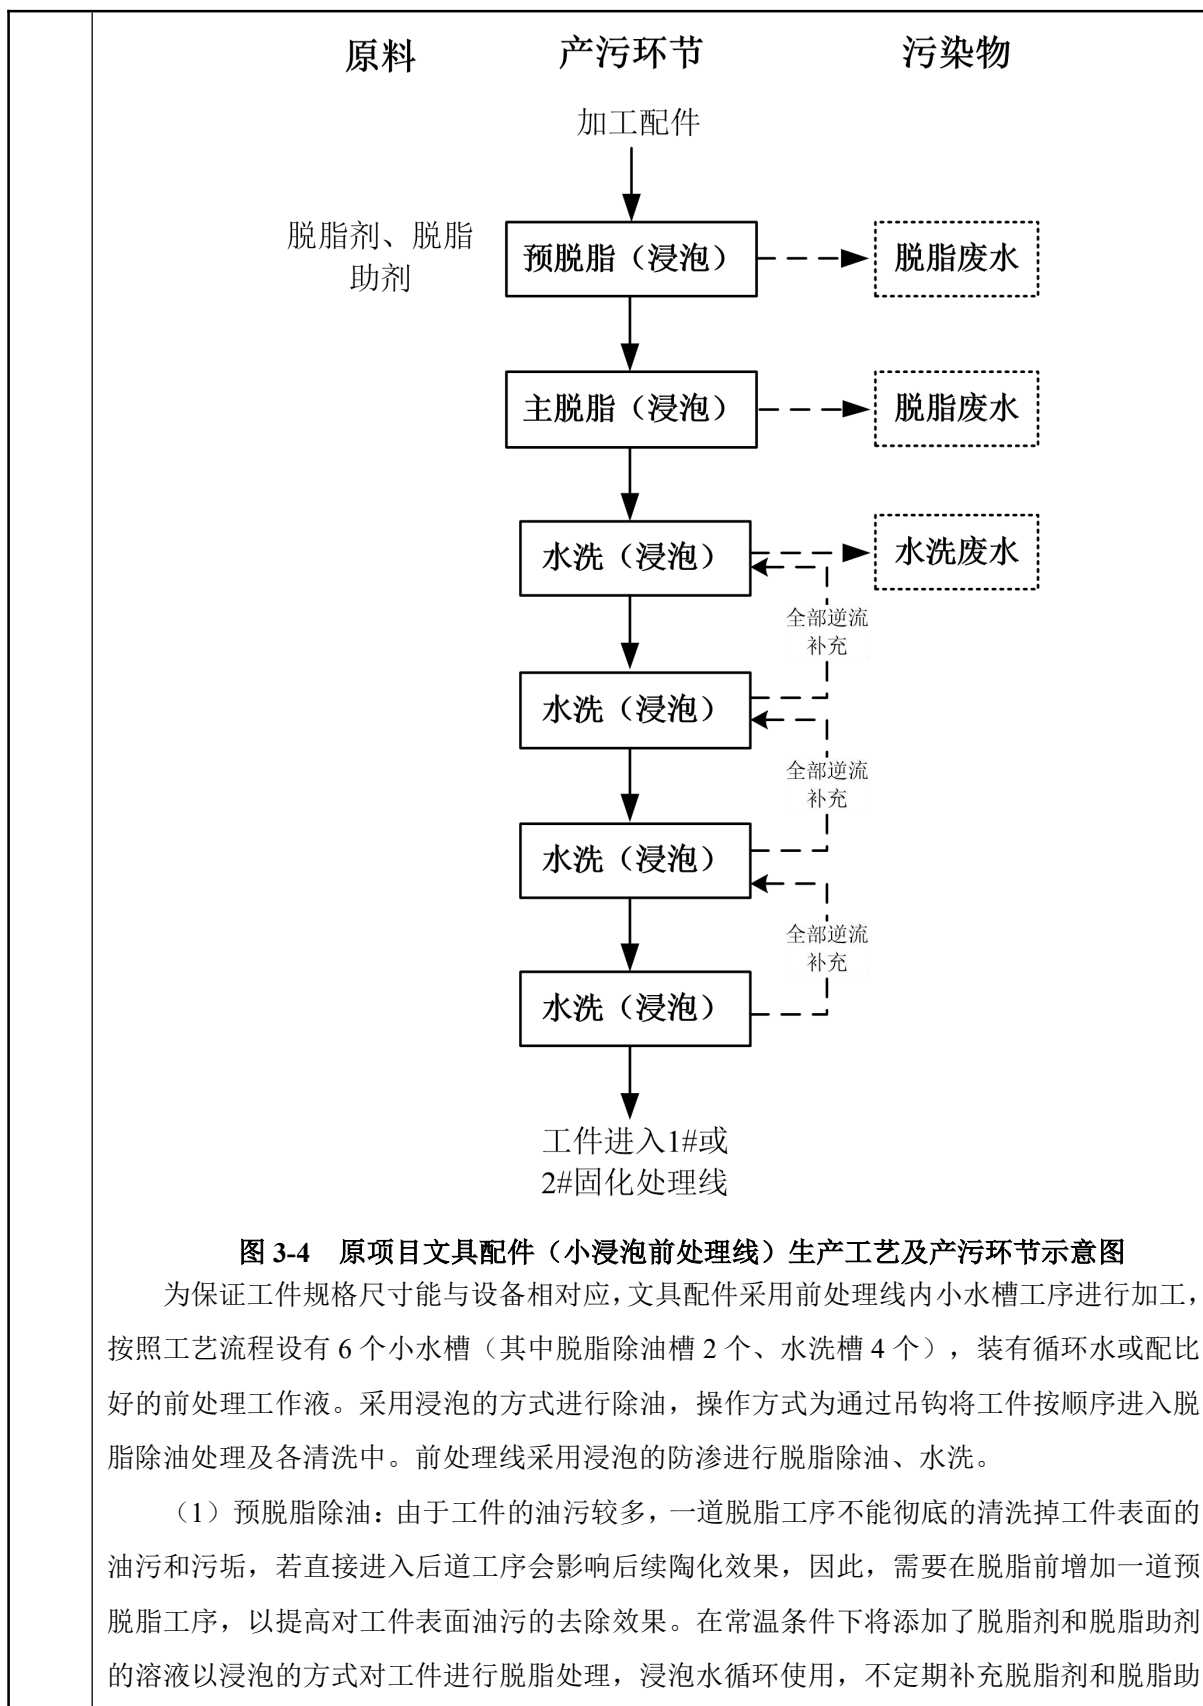 原料 产污环节 污染物
加工配件
脱脂剂、脱脂
助剂
预脱脂（浸泡）
脱脂废水
主脱脂（浸泡）
脱脂废水
水洗（浸泡）
水洗废水
全部逆流
补充
水洗（浸泡）
全部逆流
补充
水洗（浸泡）
全部逆流
补充
水洗（浸泡）
工件进入1#或
2#固化处理线
图 3-4 原项目文具配件（小浸泡前处理线）生产工艺及产污环节示意图
为保证工件规格尺寸能与设备相对应，文具配件采用前处理线内小水槽工序进行加工，
按照工艺流程设有 6 个小水槽（其中脱脂除油槽 2 个、水洗槽 4 个），装有循环水或配比
好的前处理工作液。采用浸泡的方式进行除油，操作方式为通过吊钩将工件按顺序进入脱
脂除油处理及各清洗中。前处理线采用浸泡的防渗进行脱脂除油、水洗。
（1）预脱脂除油：由于工件的油污较多，一道脱脂工序不能彻底的清洗掉工件表面的
油污和污垢，若直接进入后道工序会影响后续陶化效果，因此，需要在脱脂前增加一道预
脱脂工序，以提高对工件表面油污的去除效果。在常温条件下将添加了脱脂剂和脱脂助剂
的溶液以浸泡的方式对工件进行脱脂处理，浸泡水循环使用，不定期补充脱脂剂和脱脂助